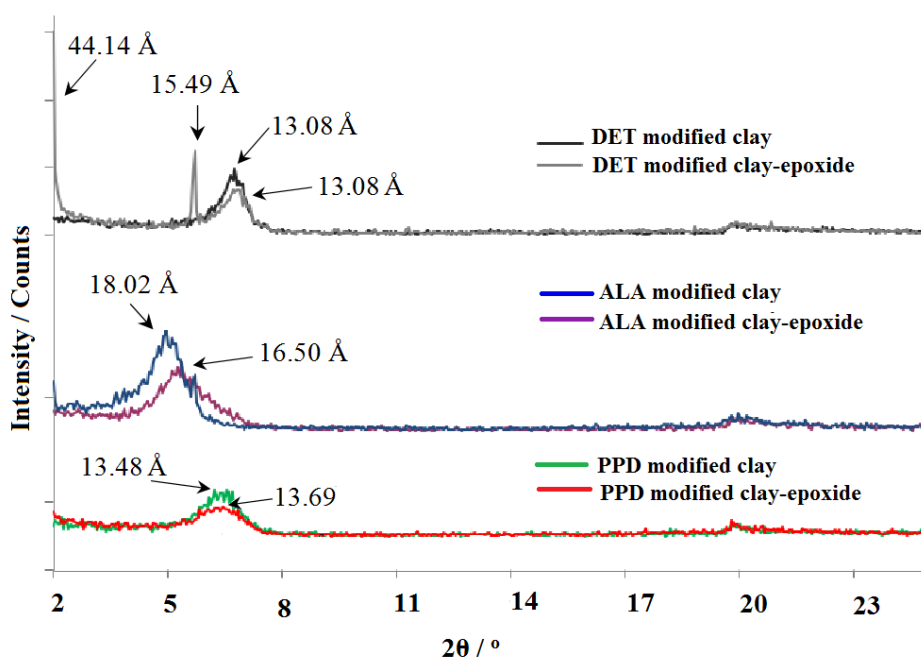 44.14 Å
15.49 Å
13.08 Å
13.08 Å
DET modified clay
DET modified clay-epoxide
18.02 Å
16.50 Å
ALA modified clay
ALA modified clay-epoxide
13.48 Å
13.69
PPD modified clay
PPD modified clay-epoxide
Intensity / Counts
2 5 8 11 14 17 20 23
2θ / º